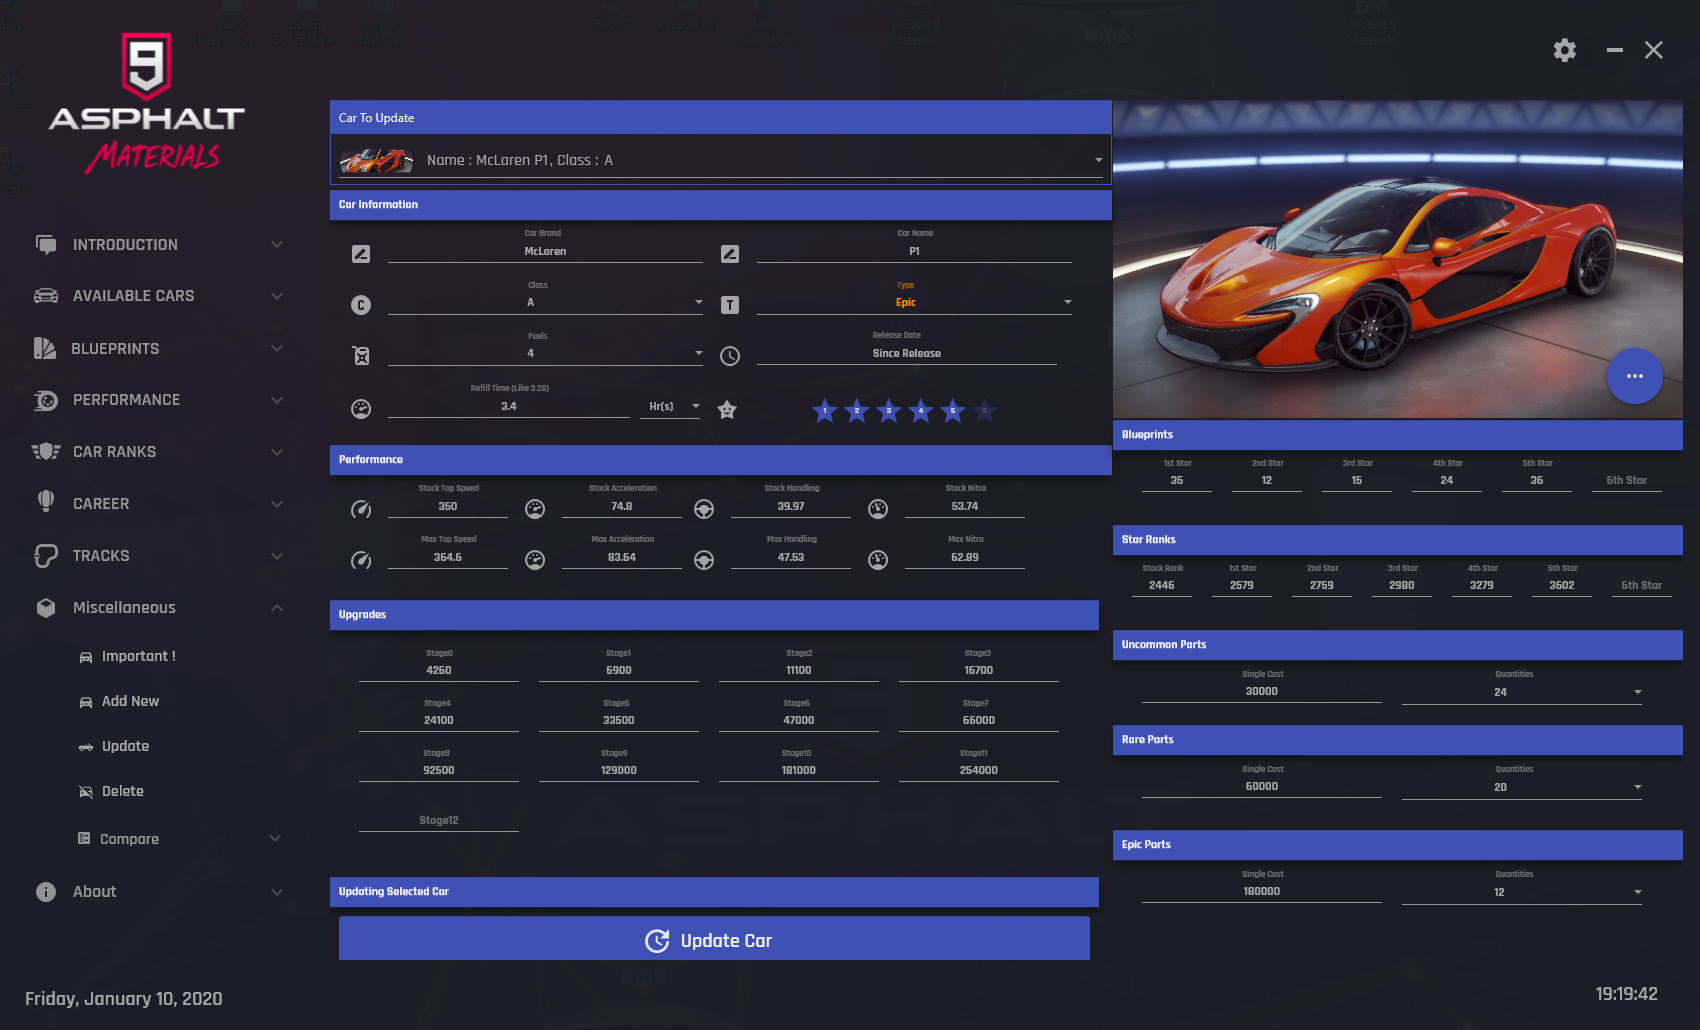 This PC
Recycle Bin
Asphalt 9
9
ASPHALT
MATERIALS
INTRODUCTION
AVAILABLE CARS
BLUEPRINTS
PERFORMANCE
CAR RANKS
CAREER
TRACKS
Miscellaneous
Important !
Add New
Update
Delete
Compare
About
Car To Update
Name : McLaren P1 , Class : A
Car Information
Car Brand
McLaren
Car Name
P1
Class
C
A
Type
T
Epic
Fuels
4
Release Date
Since Release
Refill Time (Like 3.20)
3.4
Hr(s)
1 2 3 4 5 6
Performance
Stock Top Speed
350
Stock Acceleration
74.8
Stock Handling
39.97
Stock Nitro
53.74
Max Top Speed
364.6
Max Acceleration
83.64
Max Handling
47.53
Max Nitro
62.89
Upgrades
Stage0
4260
Stage1
6900
Stage2
11100
Stage3
16700
Stage4
24100
Stage5
33500
Stage6
47000
Stage7
66000
Stage8
92500
Stage9
129000
Stage10
181000
Stage11
254000
Stage12
Updating Selected Car
Update Car
Blueprints
1st Star
35
2nd Star
12
3rd Star
15
4th Star
24
5th Star
36
6th Star
Star Ranks
Stock Rank
2446
1st Star
2579
2nd Star
2759
3rd Star
2980
4th Star
3279
5th Star
3602
6th Star
Uncommon Parts
Single Cost
30000
Quantities
24
Rare Parts
Single Cost
60000
Quantities
20
Epic Parts
Single Cost
180000
Quantities
12
Friday, January 10, 2020
19:19:42